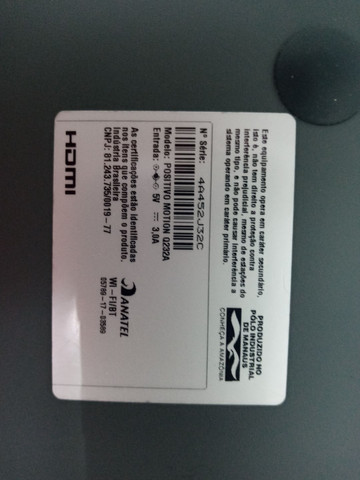 Este equipamento opera em caráter secundário,
isto é, não tem direito a proteção contra
interferência prejudicial, mesmo de estações do
mesmo tipo, e não pode causar interferência a
sistema operando em caráter primário.
PRODUZIDO NO
PÓLO INDUSTRIAL
DE MANAUS
CONHEÇA A AMAZÔNIA
Nº Série: 4A452J32C
Modelo: POSITIVO MOTION Q232A
Entrada: 5V 3,0A
As certificações estão identificadas
nos itens que compõem o produto.
Indústria Brasileira
CNPJ: 81.243.735/0019-77
ANATEL
WI-FI/BT
05789-17-03589
HDMI